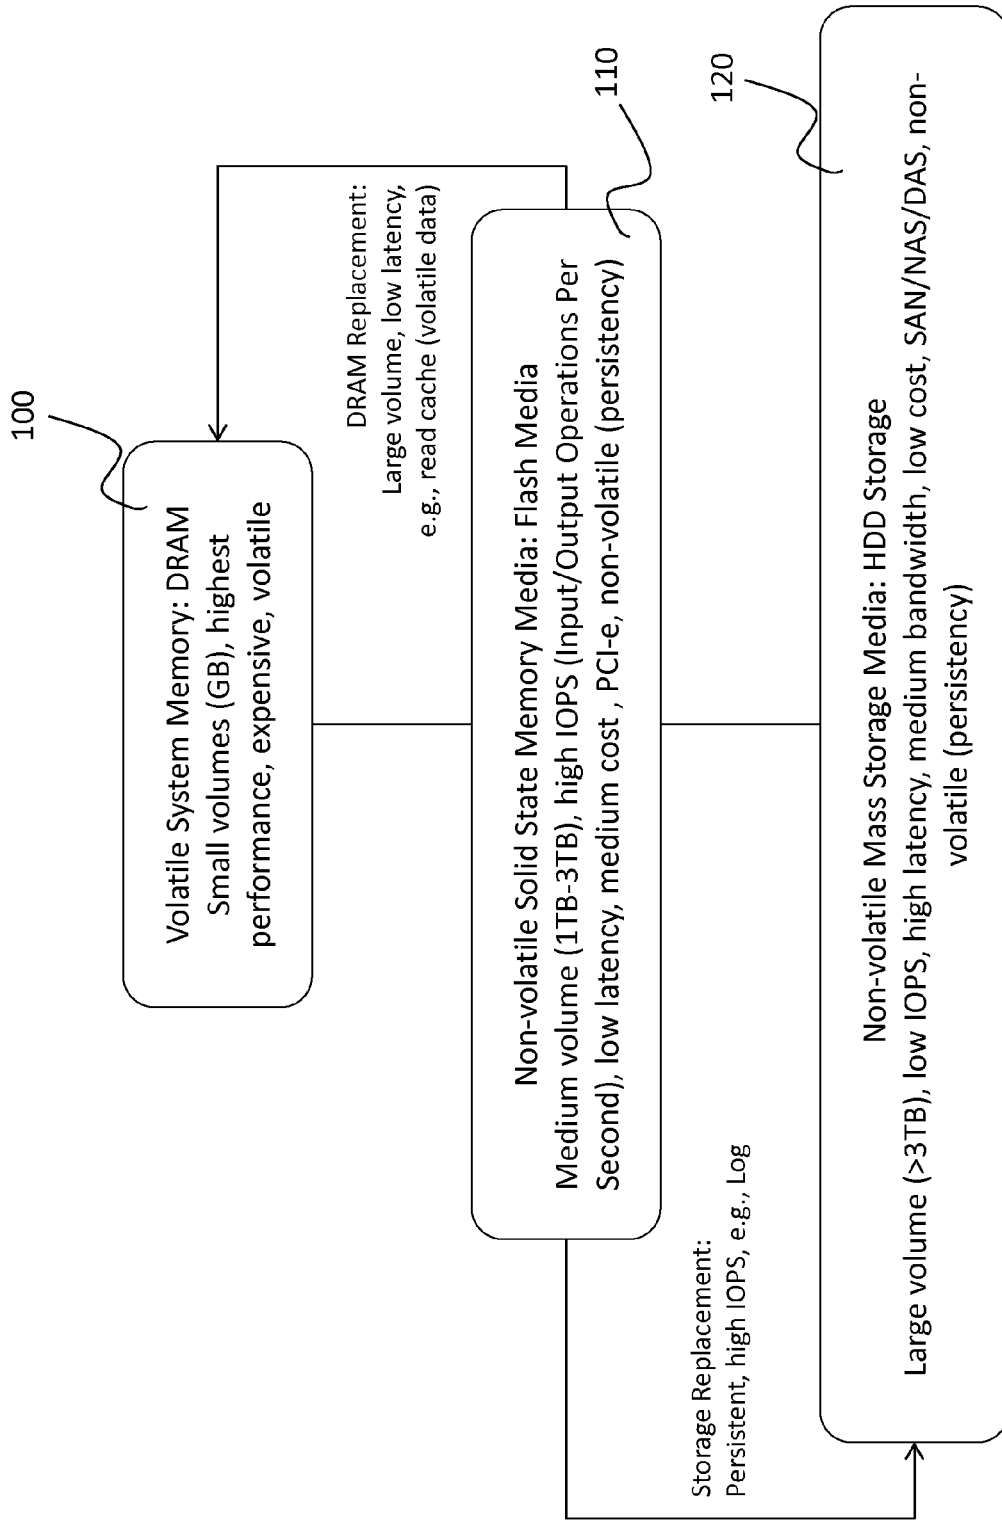 100
Volatile System Memory: DRAM
Small volumes (GB), highest
performance, expensive, volatile
DRAM Replacement:
Large volume, low latency,
e.g., read cache (volatile data)
110
Non-volatile Solid State Memory Media: Flash Media
Medium volume (1TB-3TB), high IOPS (Input/Output Operations Per
Second), low latency, medium cost , PCI-e, non-volatile (persistency)
Storage Replacement:
Persistent, high IOPS, e.g., Log
120
Non-volatile Mass Storage Media: HDD Storage
Large volume (>3TB), low IOPS, high latency, medium bandwidth, low cost, SAN/NAS/DAS, non-
volatile (persistency)